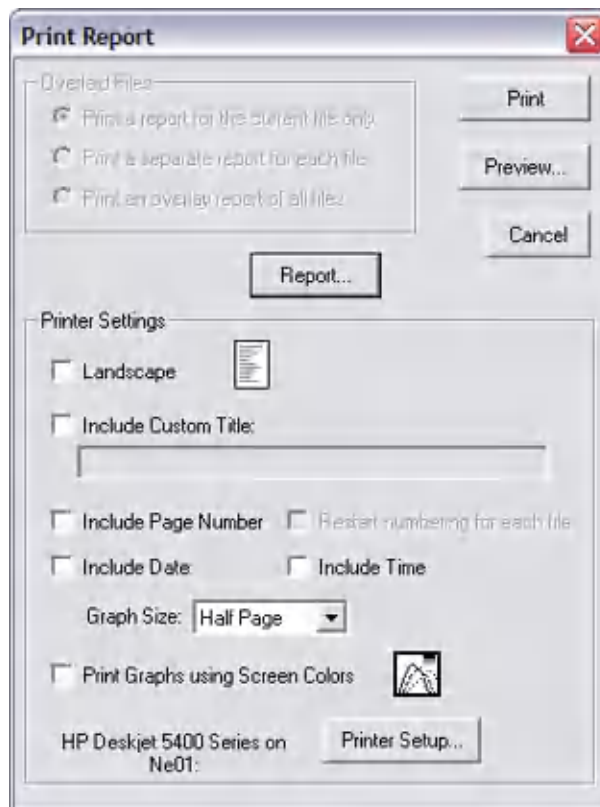 Print Report
Overlaid Files
Print a report for the current file only
Print a separate report for each file
Print an overlay report of all files
Print
Preview...
Cancel
Report...
Printer Settings
Landscape
Include Custom Title:
Include Page Number
Restart numbering for each file
Include Date
Include Time
Graph Size: Half Page
Print Graphs using Screen Colors
HP Deskjet 5400 Series on
Ne01:
Printer Setup...